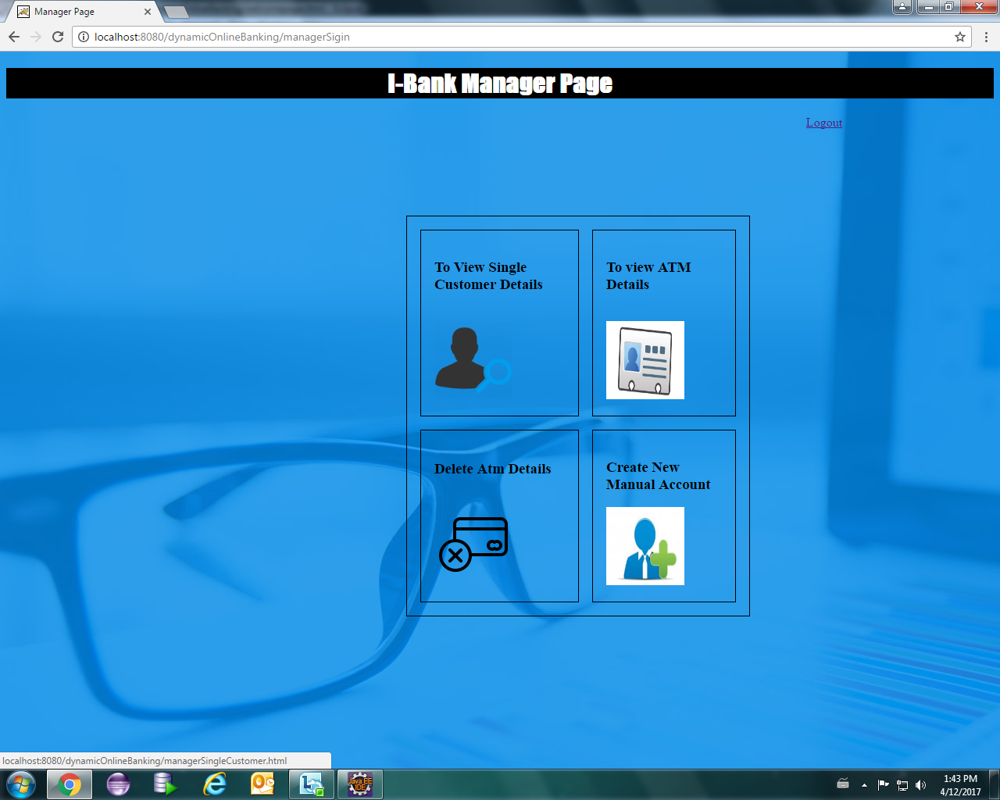 Manager Page
localhost:8080/dynamicOnlineBanking/managerSigin
I-Bank Manager Page
Logout
To View Single
Customer Details
To view ATM
Details
Delete Atm Details
Create New
Manual Account
localhost:8080/dynamicOnlineBanking/managerSingleCustomer.html
Java EE
IDE
1:43 PM
4/12/2017